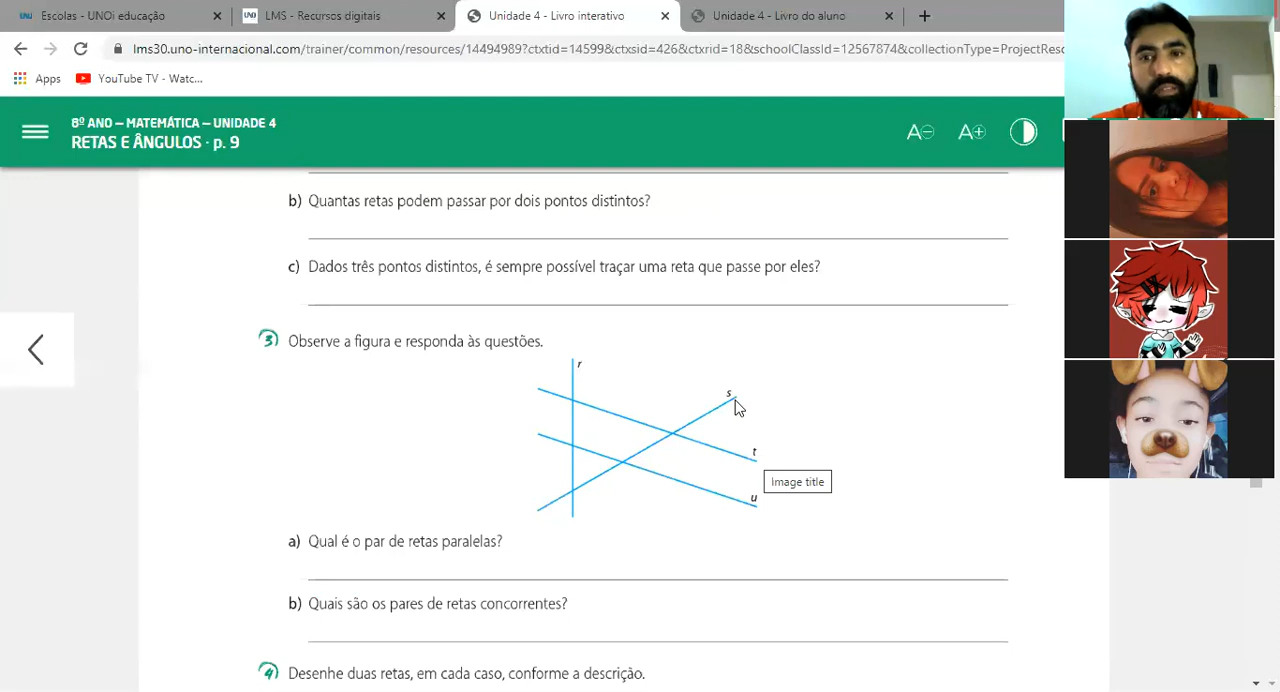 Escolas - UNOi educação
UNO LMS - Recursos digitais
Unidade 4 - Livro interativo
Unidade 4 - Livro do aluno
lms30.uno-internacional.com/trainer/common/resources/14494989?ctxtid=14599&ctxsid=426&ctxrid=18&schoolClassId=12567874&collectionType=ProjectResc
Apps
YouTube TV - Watc...
8º ANO – MATEMÁTICA – UNIDADE 4
RETAS E ÂNGULOS · p. 9
A-
A+
b) Quantas retas podem passar por dois pontos distintos?
c) Dados três pontos distintos, é sempre possível traçar uma reta que passe por eles?
3 Observe a figura e responda às questões.
r
s
t
Image title
u
a) Qual é o par de retas paralelas?
b) Quais são os pares de retas concorrentes?
4 Desenhe duas retas, em cada caso, conforme a descrição.